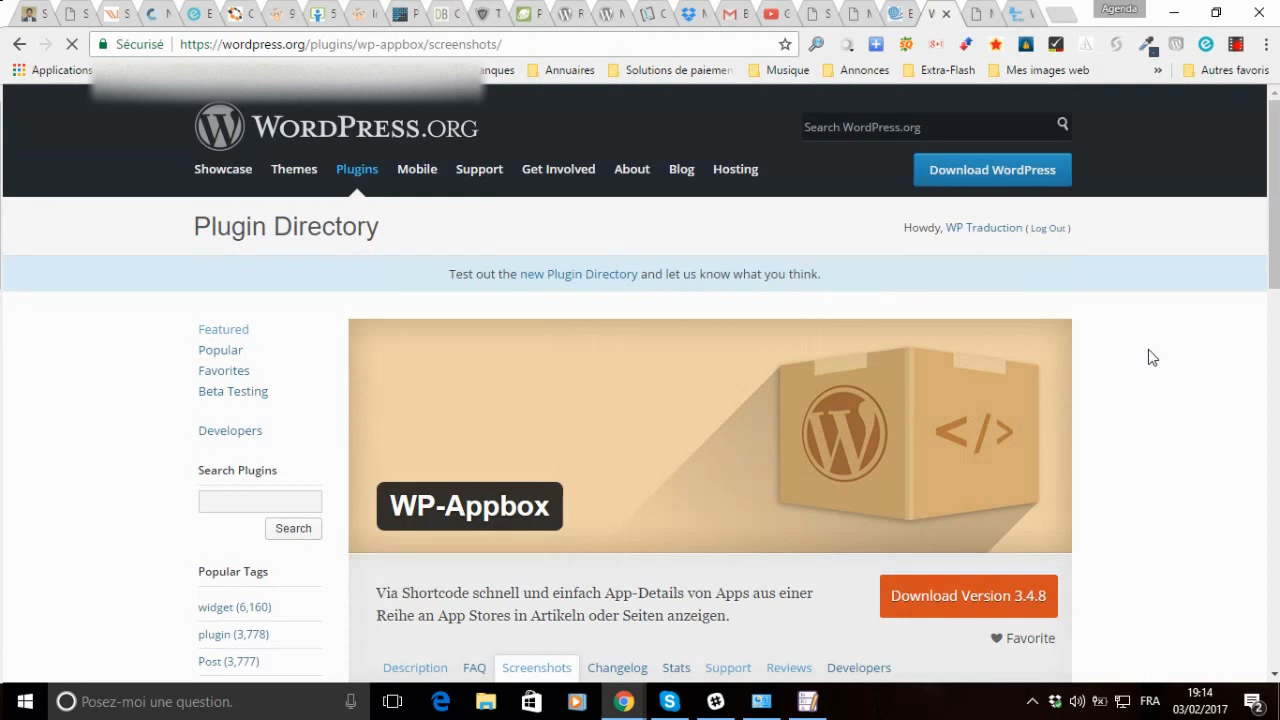 Agenda
Sécurisé https://wordpress.org/plugins/wp-appbox/screenshots/
Applications Annuaires Solutions de paiemen Musique Annonces Extra-Flash Mes images web » Autres favoris
WORDPRESS.ORG
Search WordPress.org
Showcase Themes Plugins Mobile Support Get Involved About Blog Hosting
Download WordPress
Plugin Directory
Howdy, WP Traduction ( Log Out )
Test out the new Plugin Directory and let us know what you think.
Featured
Popular
Favorites
Beta Testing
Developers
Search Plugins
Search
Popular Tags
widget (6,160)
plugin (3,778)
Post (3,777)
WP-Appbox
Via Shortcode schnell und einfach App-Details von Apps aus einer
Reihe an App Stores in Artikeln oder Seiten anzeigen.
Download Version 3.4.8
Favorite
Description FAQ Screenshots Changelog Stats Support Reviews Developers
Posez-moi une question.
FRA
19:14
03/02/2017
2